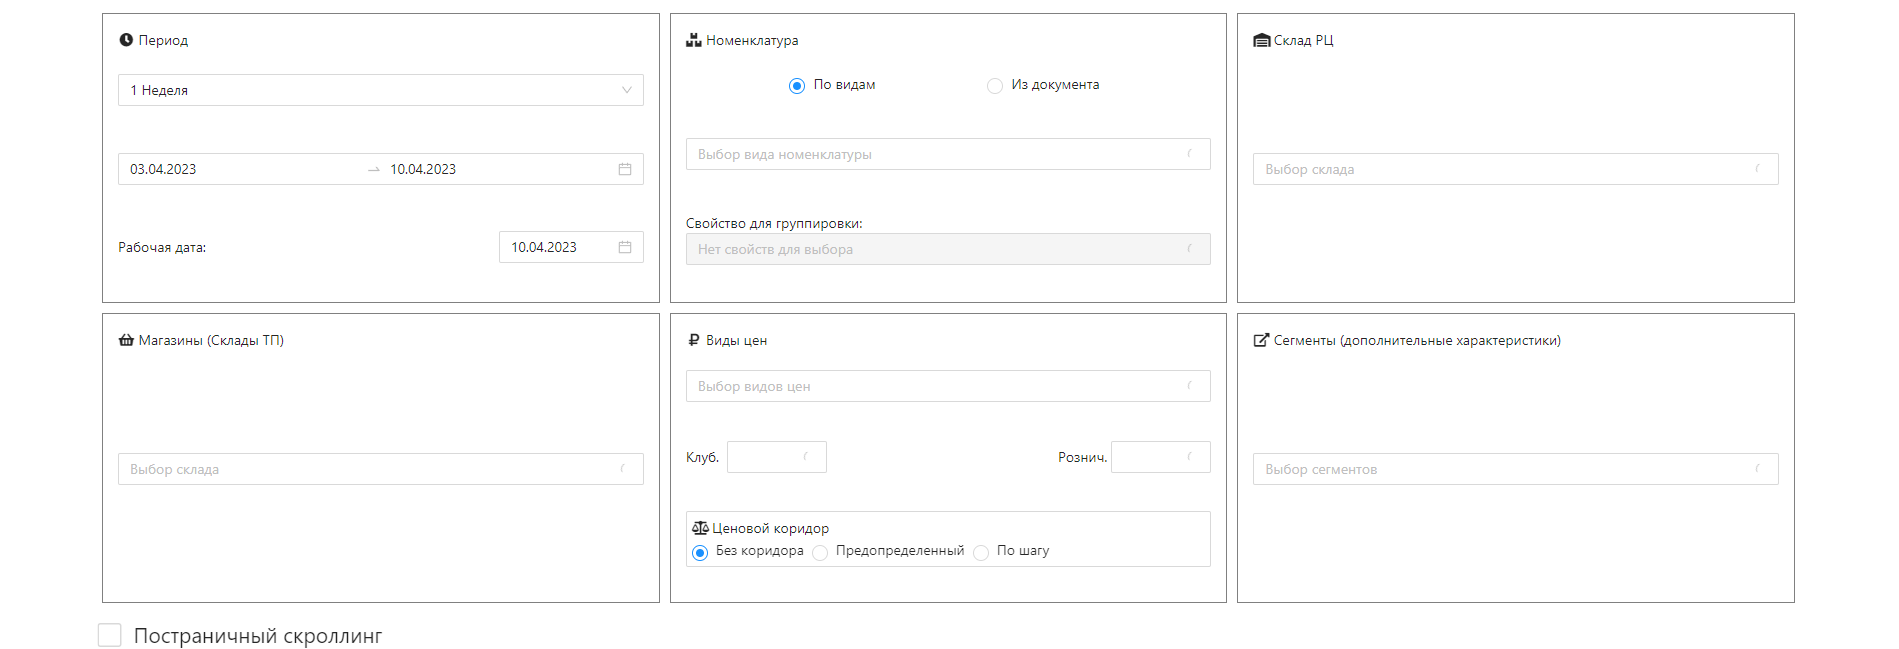 Период
1 Неделя
03.04.2023 → 10.04.2023
Рабочая дата: 10.04.2023
Номенклатура
По видам Из документа
Выбор вида номенклатуры
Свойство для группировки:
Нет свойств для выбора
Склад РЦ
Выбор склада
Магазины (Склады ТП)
Выбор склада
Виды цен
Выбор видов цен
Клуб. Рознич.
Ценовой коридор
Без коридора Предопределенный По шагу
Сегменты (дополнительные характеристики)
Выбор сегментов
Постраничный скроллинг